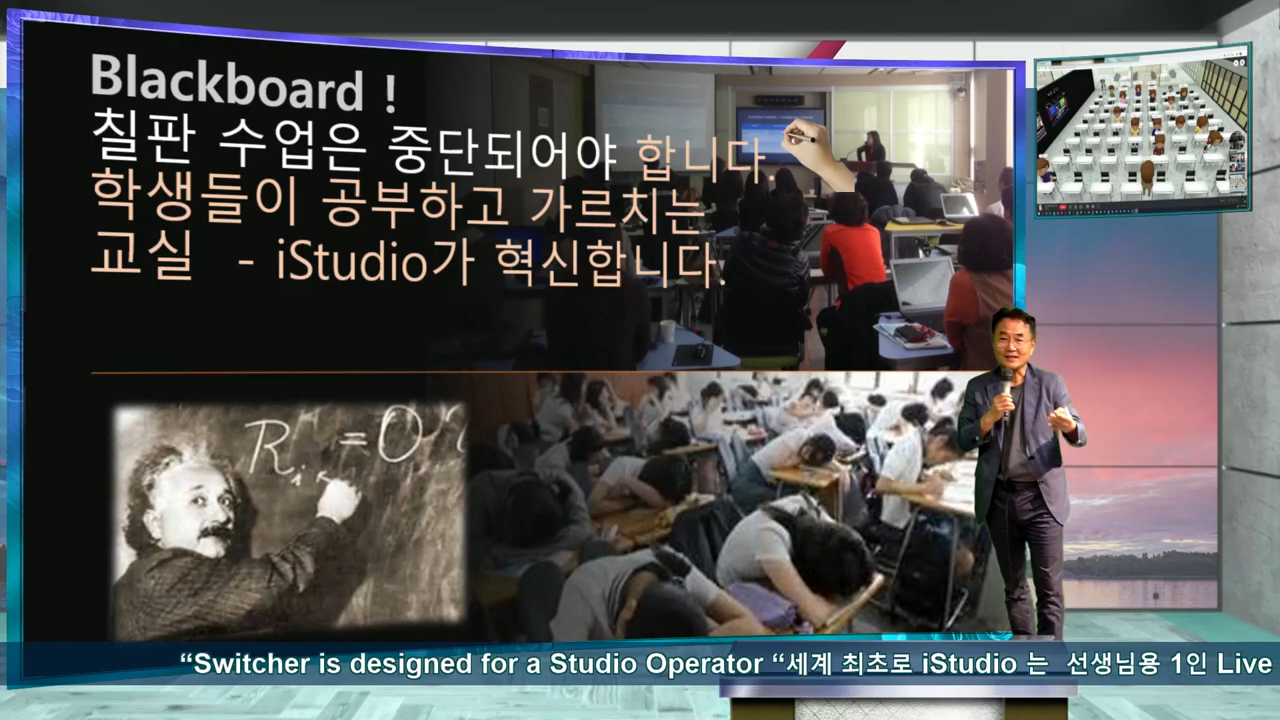 Blackboard !
칠판 수업은 중단되어야 합니다.
학생들이 공부하고 가르치는
교실 - iStudio가 혁신합니다.
R =0
“Switcher is designed for a Studio Operator “세계 최초로 iStudio 는 선생님용 1인 Live